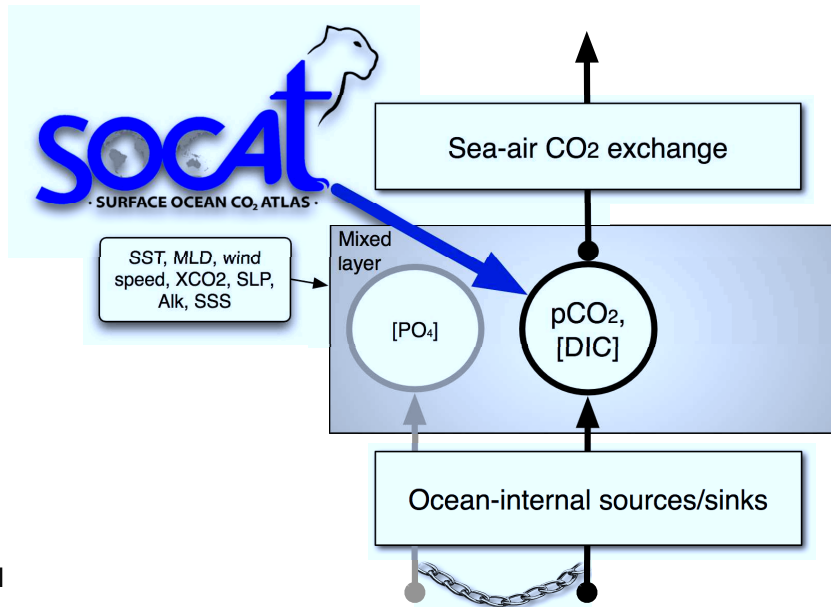 socat
· SURFACE OCEAN CO₂ ATLAS ·
Sea-air CO2 exchange
Mixed
layer
SST, MLD, wind
speed, XCO2, SLP,
Alk, SSS
[PO₄]
pCO2,
[DIC]
Ocean-internal sources/sinks